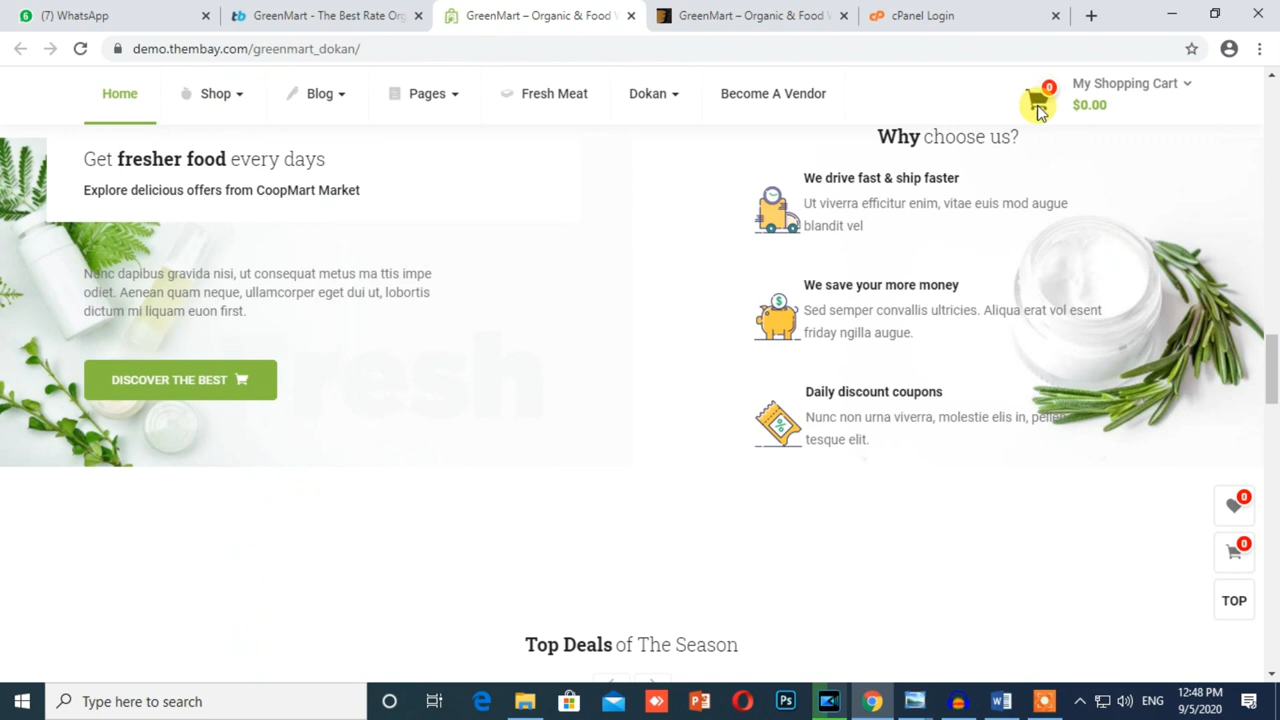 (7) WhatsApp
GreenMart - The Best Rate Org
GreenMart – Organic & Food W
GreenMart – Organic & Food W
cPanel Login
demo.thembay.com/greenmart_dokan/
Home
Shop
Blog
Pages
Fresh Meat
Dokan
Become A Vendor
0
My Shopping Cart
$0.00
Get fresher food every days
Explore delicious offers from CoopMart Market
Nunc dapibus gravida nisi, ut consequat metus ma ttis impe
odiet. Aenean quam neque, ullamcorper eget dui ut, lobortis
dictum mi liquam euon first.
Fresh
DISCOVER THE BEST
Why choose us?
We drive fast & ship faster
Ut viverra efficitur enim, vitae euis mod augue
blandit vel
We save your more money
Sed semper convallis ultricies. Aliqua erat vol esent
friday ngilla augue.
Daily discount coupons
Nunc non urna viverra, molestie elis in, pellen
tesque elit.
0
0
TOP
Top Deals of The Season
Type here to search
ENG
12:48 PM
9/5/2020